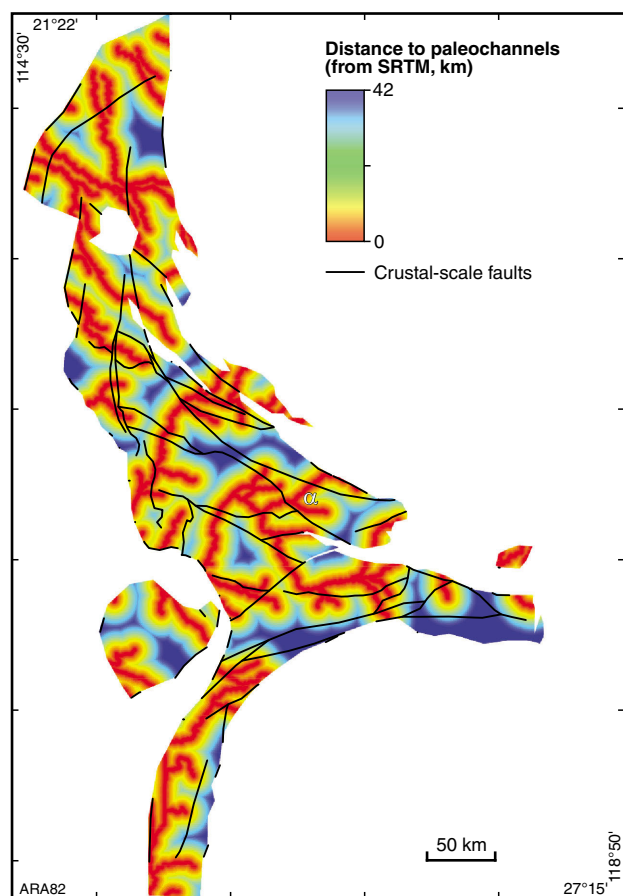 21°22'
114°30'
Distance to paleochannels
(from SRTM, km)
42
0
Crustal-scale faults
α
50 km
ARA82
27°15'
118°50'